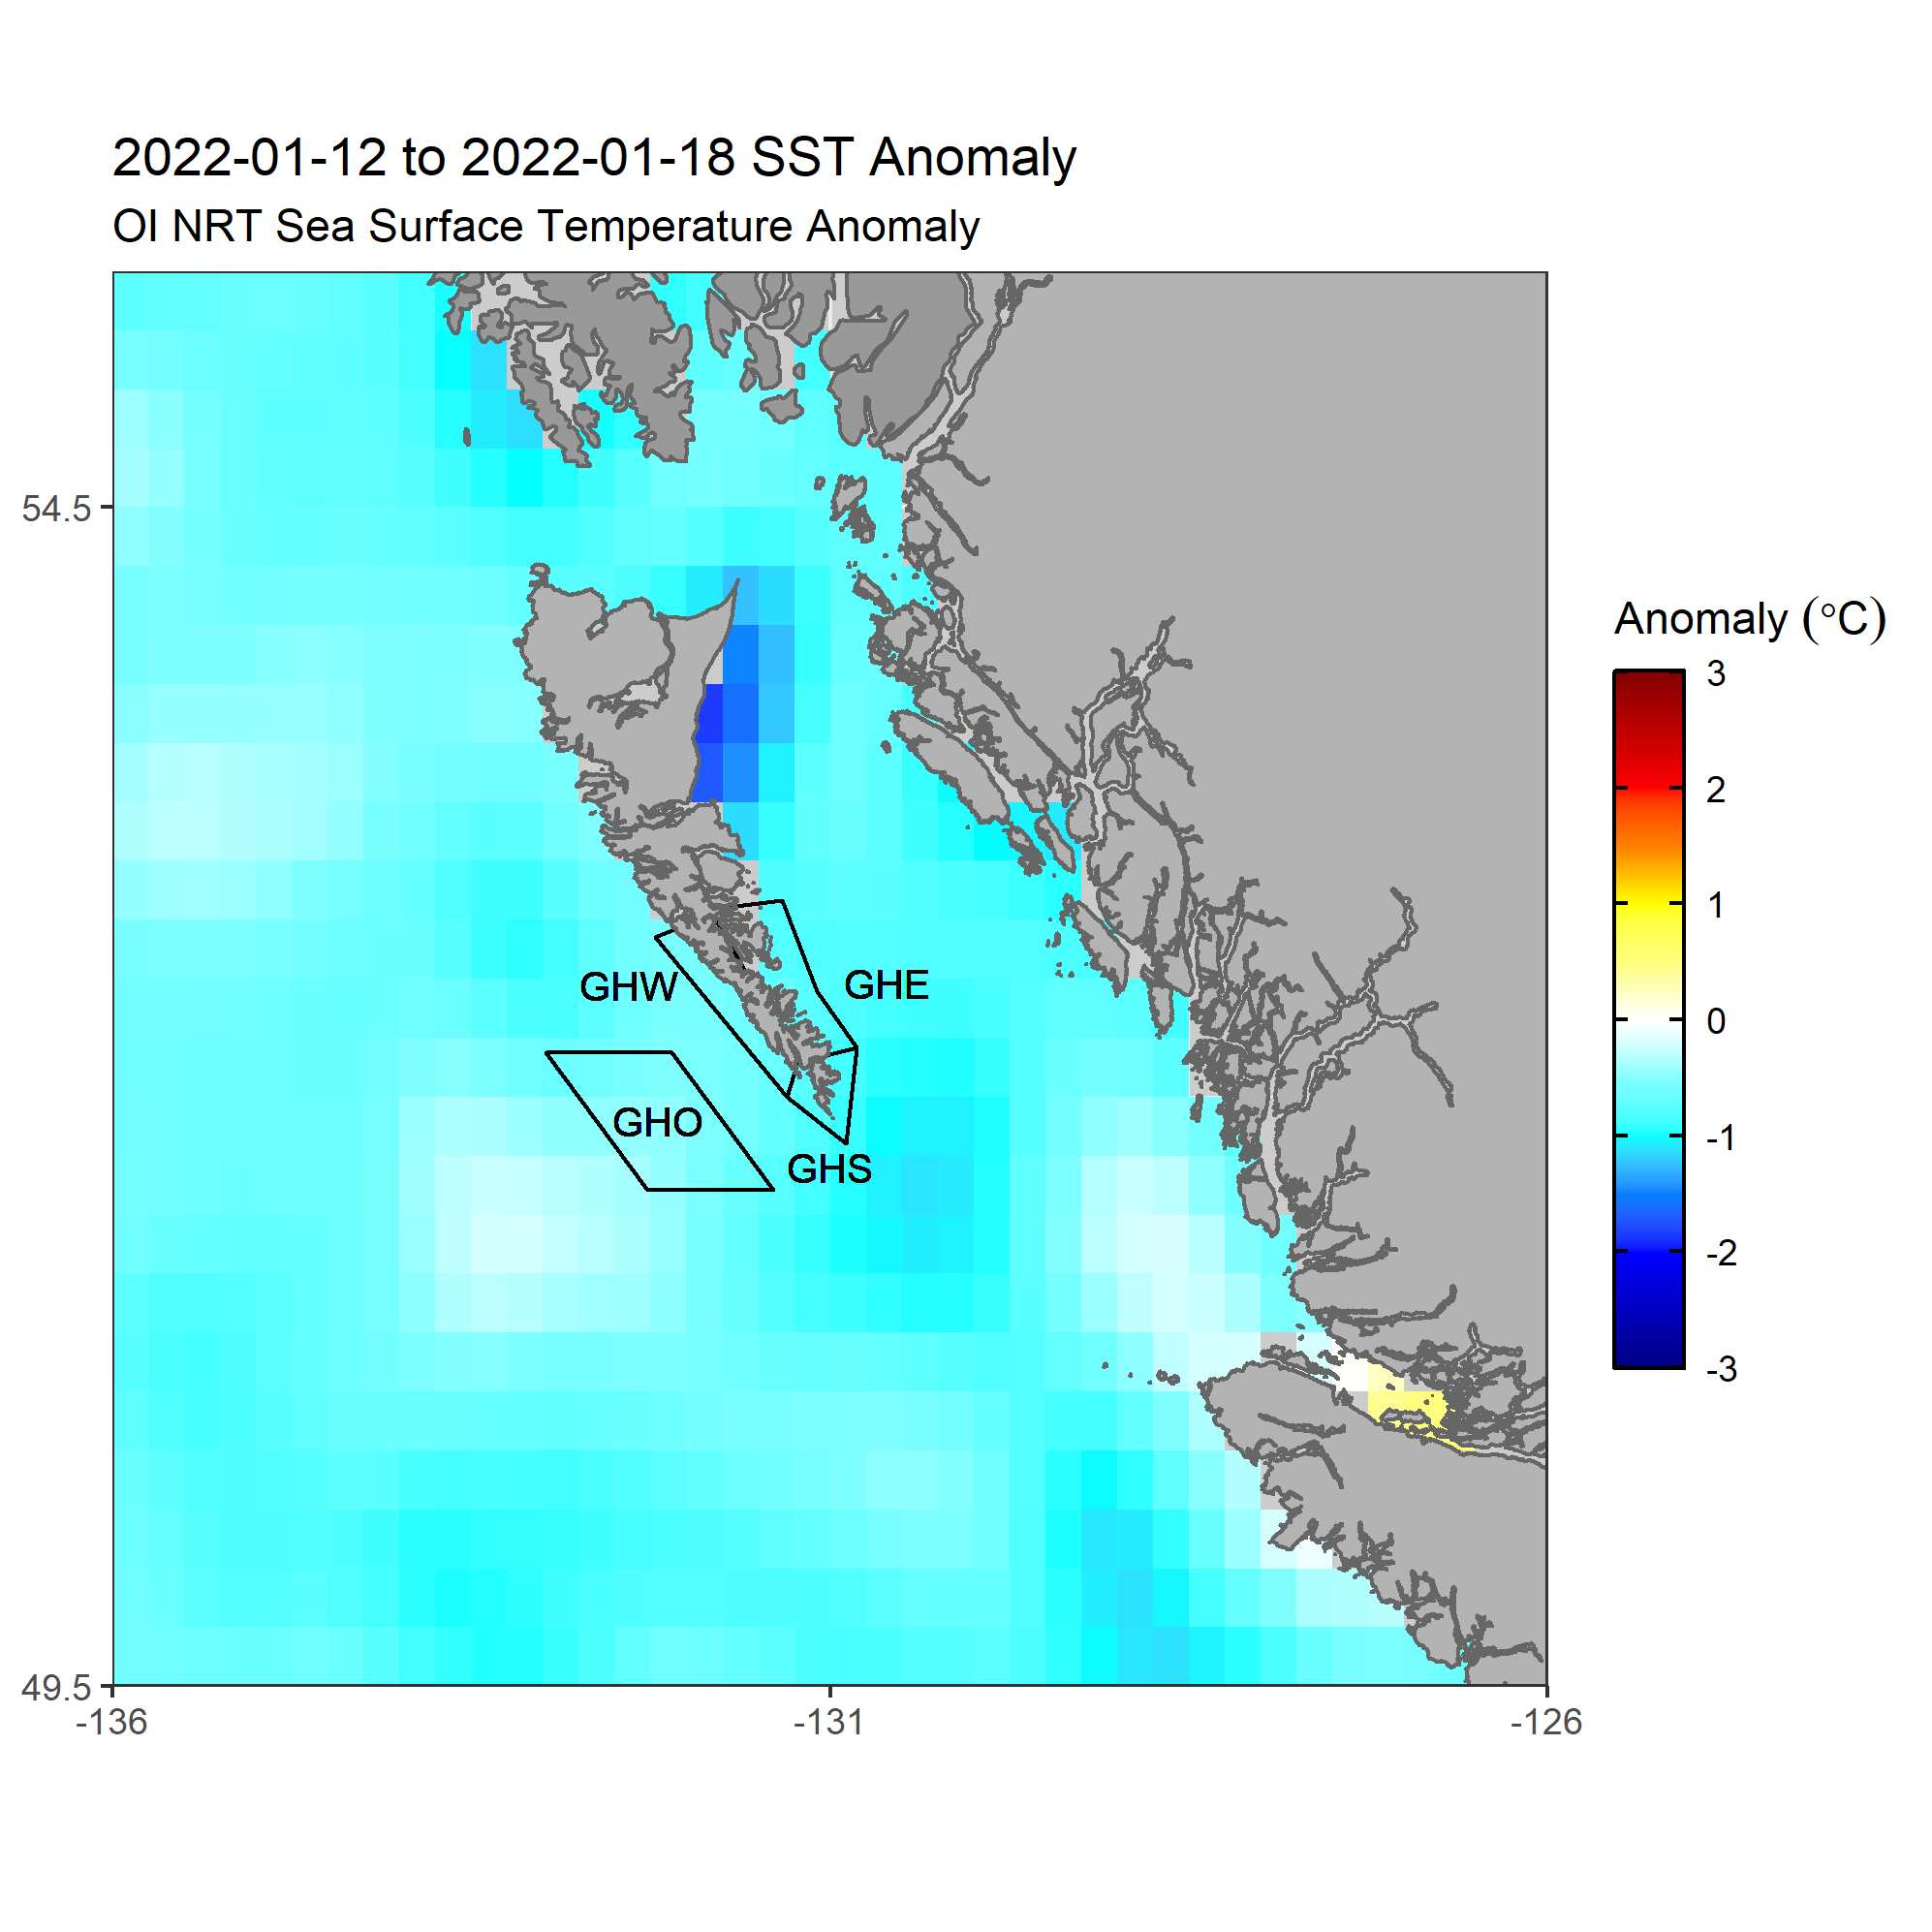 2022-01-12 to 2022-01-18 SST Anomaly
OI NRT Sea Surface Temperature Anomaly
54.5
49.5
-136
-131
-126
GHW
GHE
GHO
GHS
Anomaly (°C)
3
2
1
0
-1
-2
-3